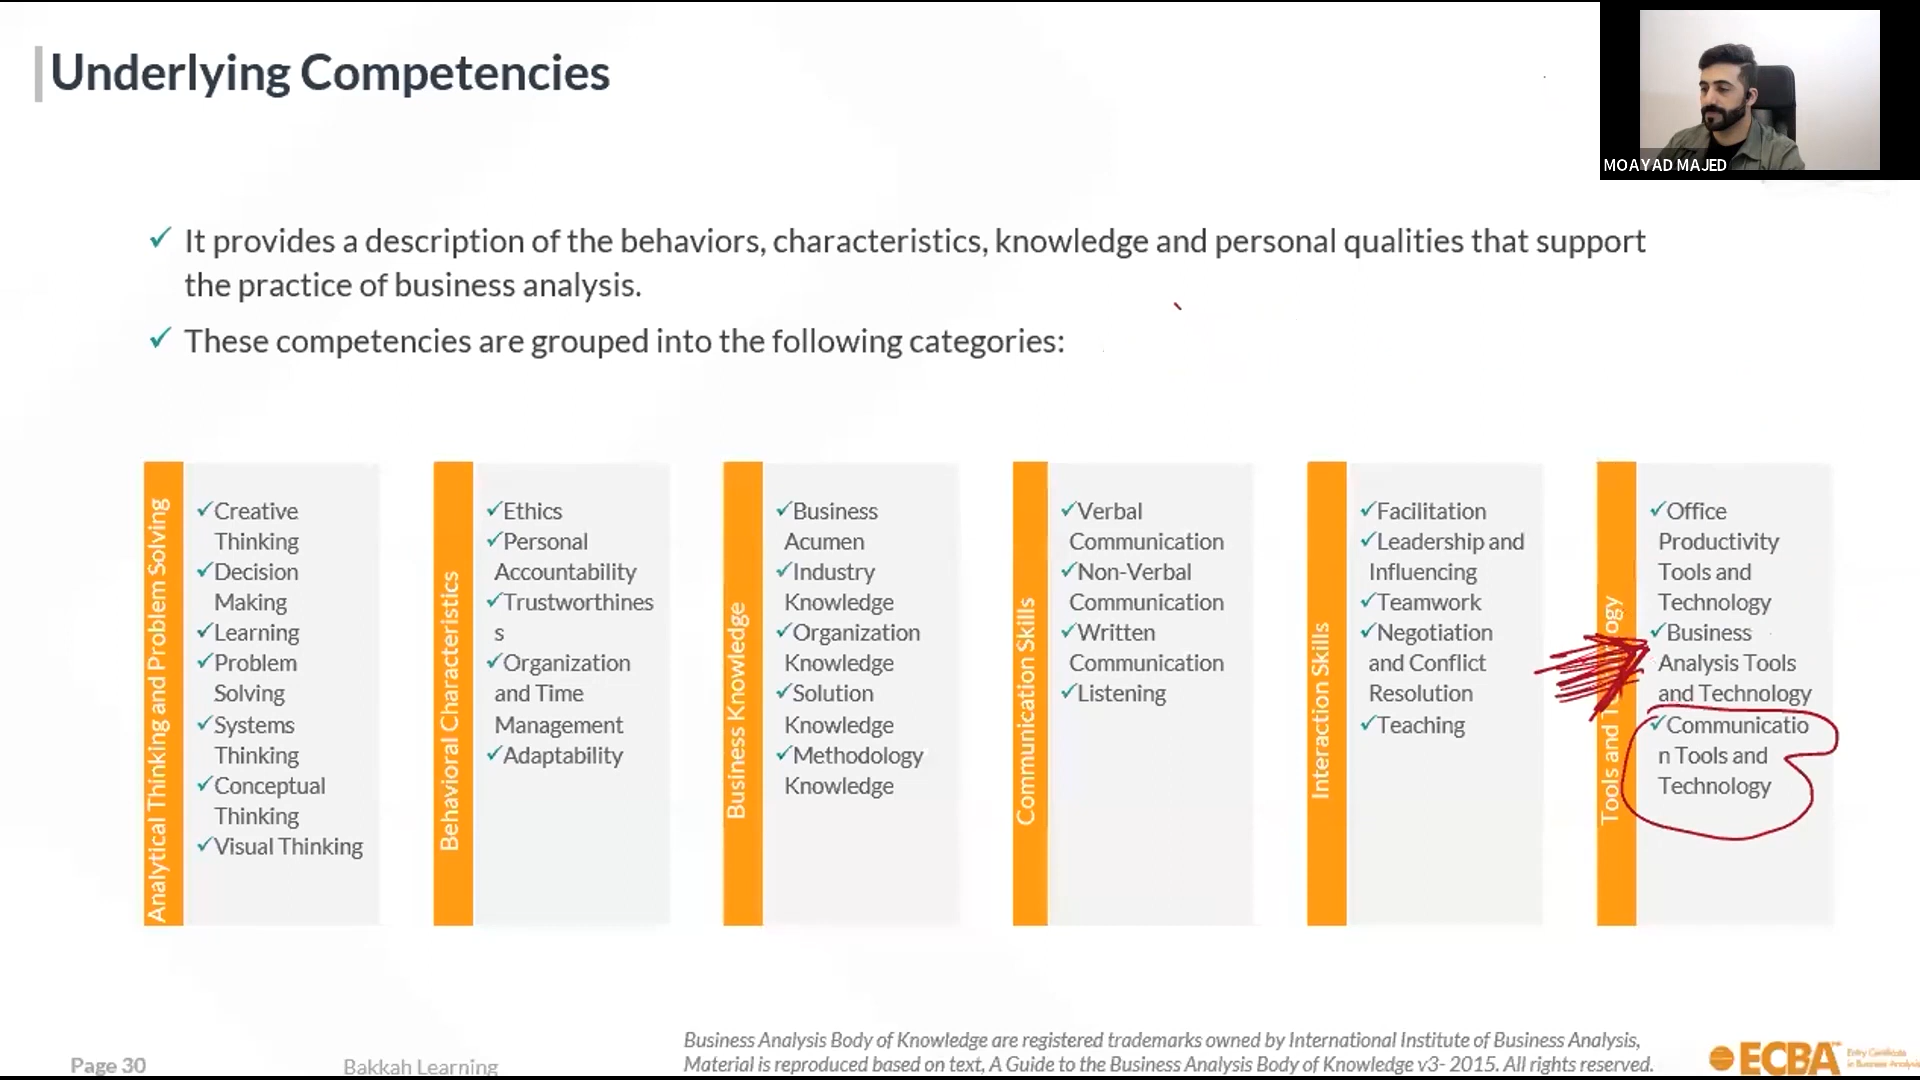 Underlying Competencies
MOAYAD MAJED
It provides a description of the behaviors, characteristics, knowledge and personal qualities that support
the practice of business analysis.
These competencies are grouped into the following categories:
Analytical Thinking and Problem Solving
✓Creative
Thinking
✓Decision
Making
✓Learning
✓Problem
Solving
✓Systems
Thinking
✓Conceptual
Thinking
✓Visual Thinking
Behavioral Characteristics
✓Ethics
✓Personal
Accountability
✓Trustworthines
s
✓Organization
and Time
Management
✓Adaptability
Business Knowledge
✓Business
Acumen
✓Industry
Knowledge
✓Organization
Knowledge
✓Solution
Knowledge
✓Methodology
Knowledge
Communication Skills
✓Verbal
Communication
✓Non-Verbal
Communication
✓Written
Communication
✓Listening
Interaction Skills
✓Facilitation
✓Leadership and
Influencing
✓Teamwork
✓Negotiation
and Conflict
Resolution
✓Teaching
Tools and Technology
✓Office
Productivity
Tools and
Technology
✓Business
Analysis Tools
and Technology
✓Communicatio
n Tools and
Technology
Business Analysis Body of Knowledge are registered trademarks owned by International Institute of Business Analysis,
Material is reproduced based on text, A Guide to the Business Analysis Body of Knowledge v3- 2015. All rights reserved.
Page 30
Bakkah Learning
ECBA
Entry Certificate
in Business Analysis